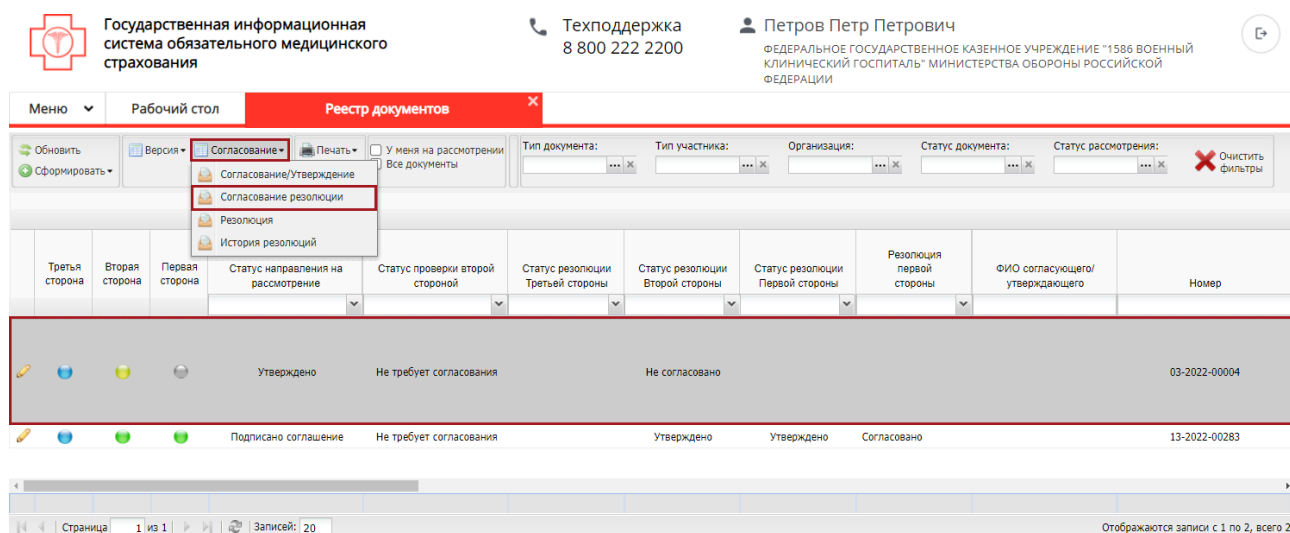 Государственная информационная
система обязательного медицинского
страхования
Техподдержка
8 800 222 2200
Петров Петр Петрович
ФЕДЕРАЛЬНОЕ ГОСУДАРСТВЕННОЕ КАЗЕННОЕ УЧРЕЖДЕНИЕ "1586 ВОЕННЫЙ
КЛИНИЧЕСКИЙ ГОСПИТАЛЬ" МИНИСТЕРСТВА ОБОРОНЫ РОССИЙСКОЙ
ФЕДЕРАЦИИ
Меню Рабочий стол Реестр документов
Обновить Версия Согласование Печать У меня на рассмотрении
Сформировать Все документы
Тип документа: Тип участника: Организация: Статус документа: Статус рассмотрения:
Очистить
фильтры
Согласование/Утверждение
Согласование резолюции
Резолюция
История резолюций
Третья
сторона
Вторая
сторона
Первая
сторона
Статус направления на
рассмотрение
Статус проверки второй
стороной
Статус резолюции
Третьей стороны
Статус резолюции
Второй стороны
Статус резолюции
Первой стороны
Резолюция
первой
стороны
ФИО согласующего/
утверждающего
Номер
Утверждено Не требует согласования Не согласовано 03-2022-00004
Подписано соглашение Не требует согласования Утверждено Утверждено Согласовано 13-2022-00283
Страница 1 из 1 Записей: 20 Отображаются записи с 1 по 2, всего 2